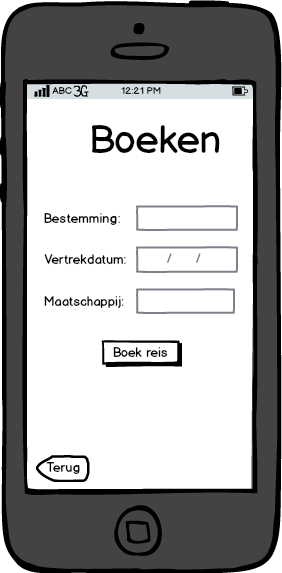 ABC 3G 12:21 PM
Boeken
Bestemming:
Vertrekdatum: / /
Maatschappij:
Boek reis
Terug